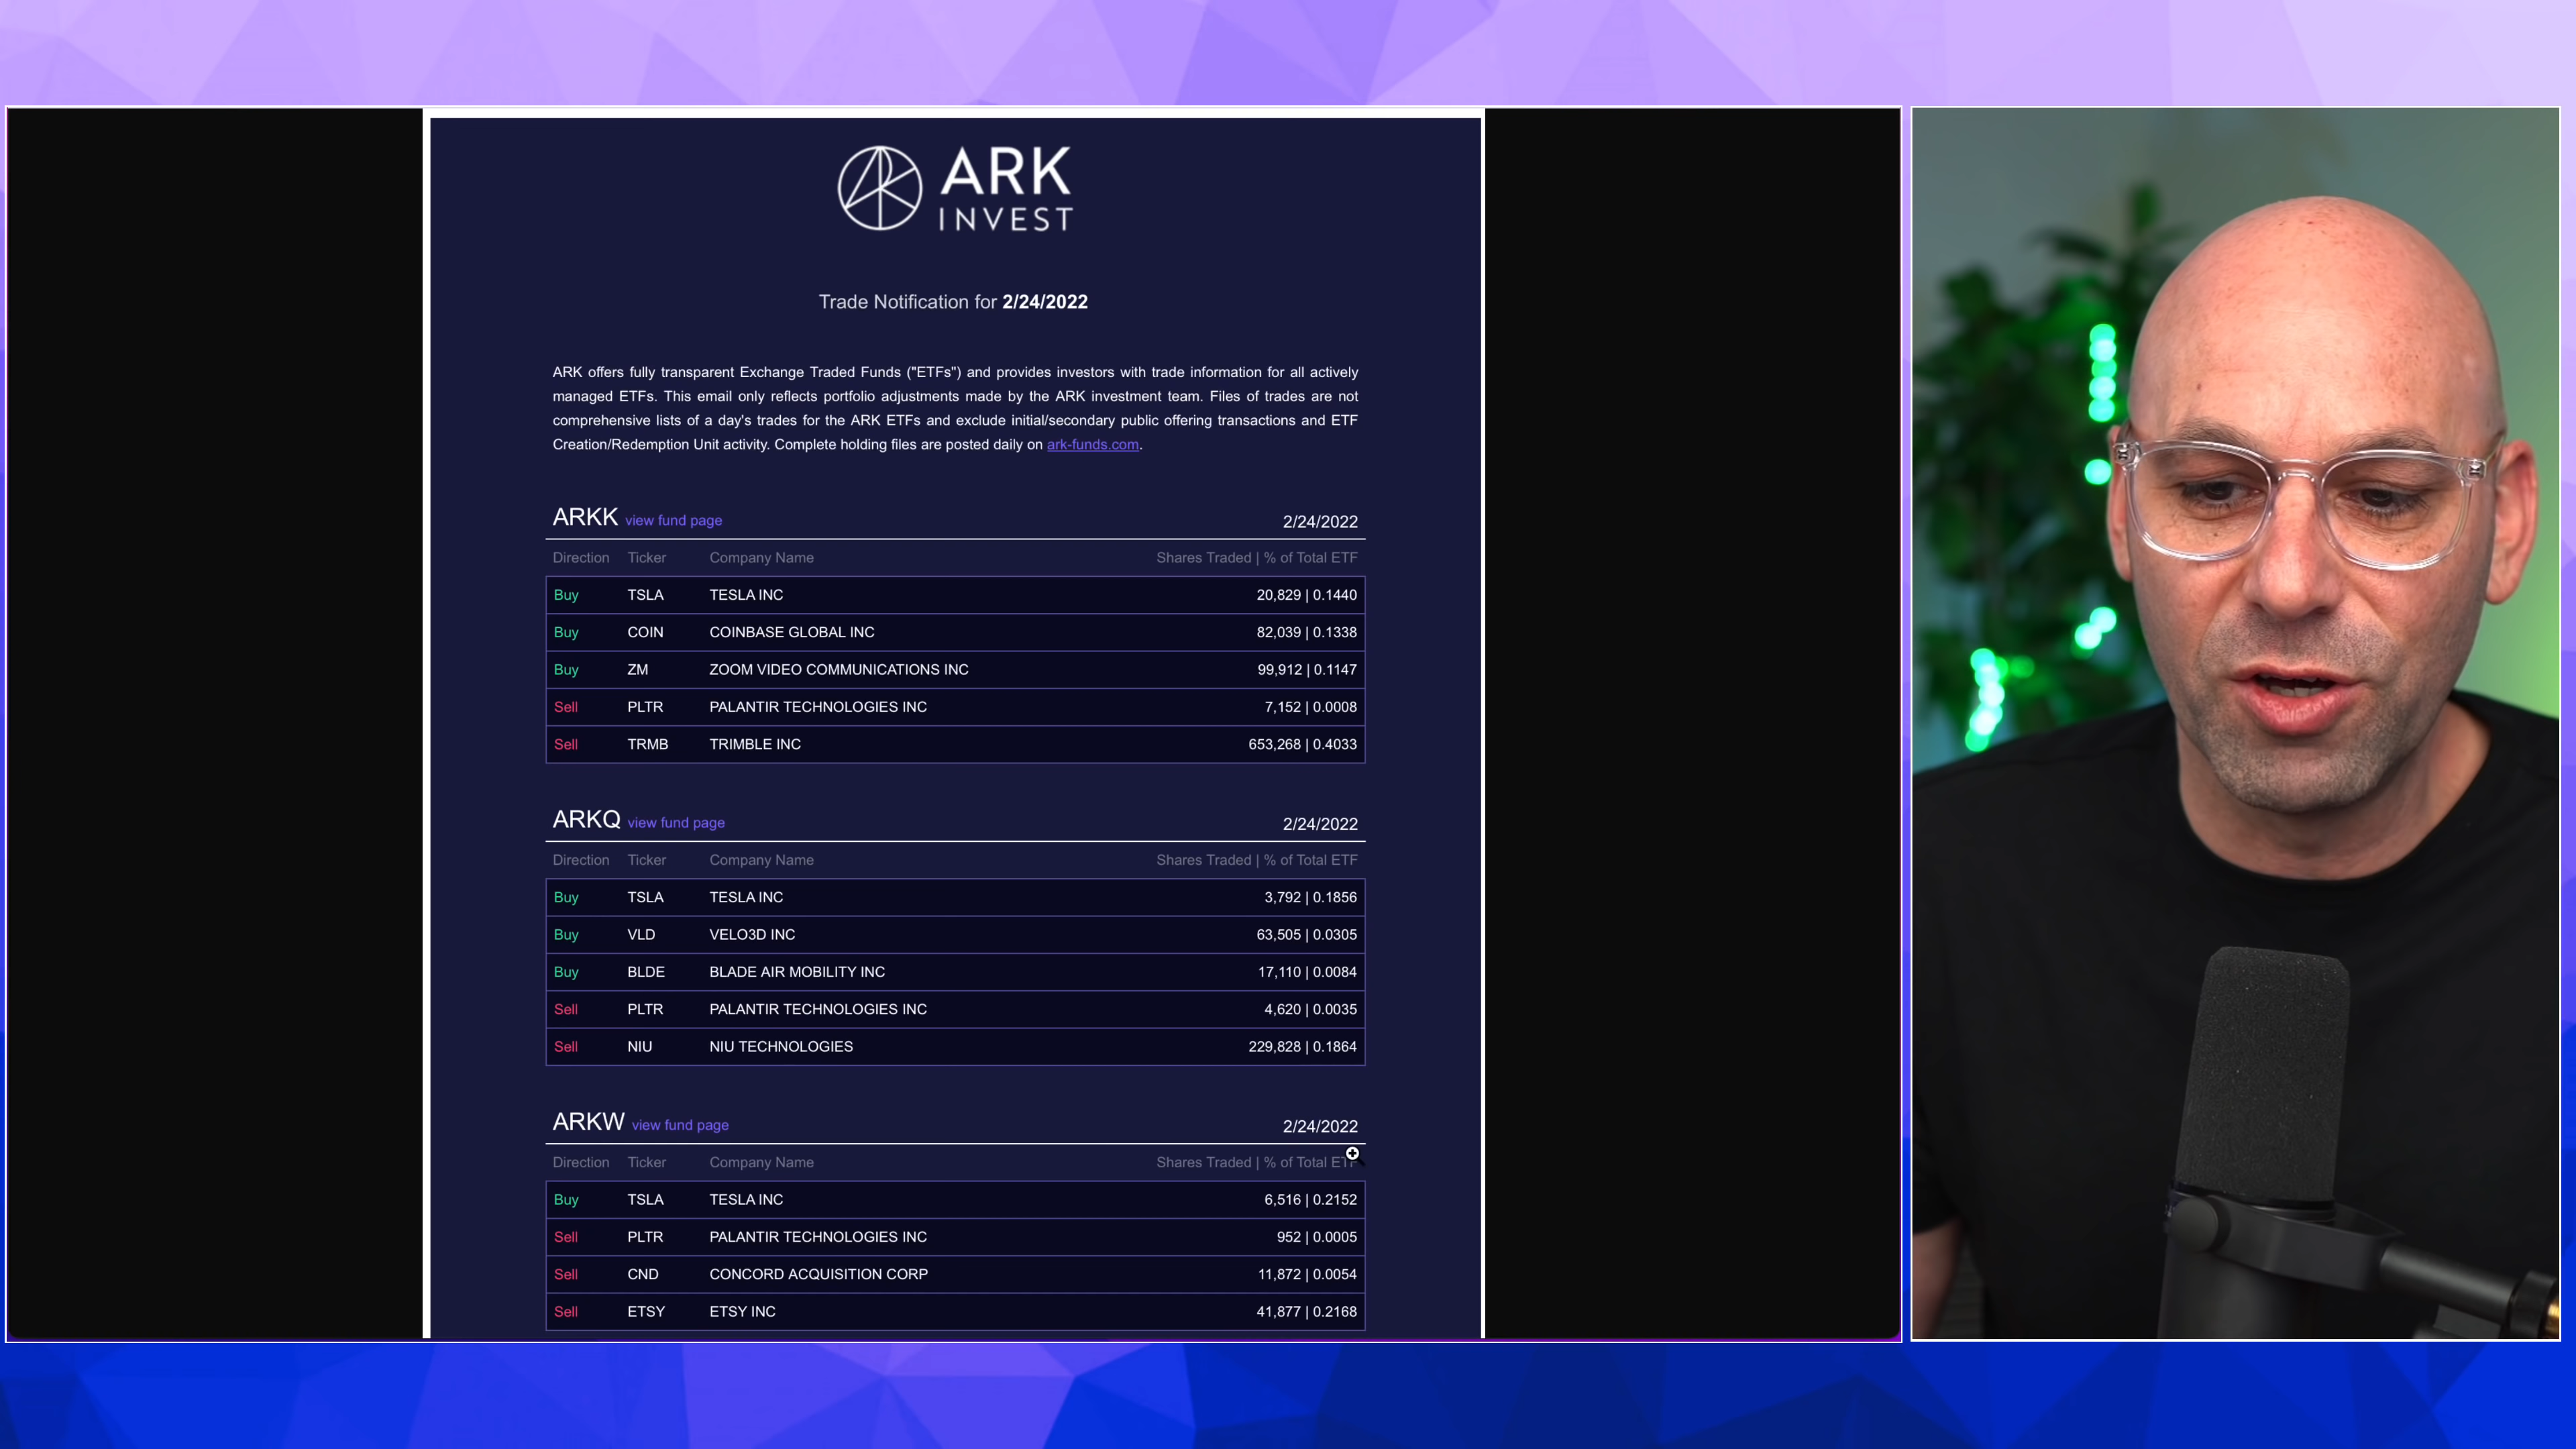 ARK
INVEST
Trade Notification for 2/24/2022
ARK offers fully transparent Exchange Traded Funds ("ETFs") and provides investors with trade information for all actively
managed ETFs. This email only reflects portfolio adjustments made by the ARK investment team. Files of trades are not
comprehensive lists of a day's trades for the ARK ETFs and exclude initial/secondary public offering transactions and ETF
Creation/Redemption Unit activity. Complete holding files are posted daily on ark-funds.com.
ARKK view fund page 2/24/2022
Direction Ticker Company Name Shares Traded | % of Total ETF
Buy TSLA TESLA INC 20,829 | 0.1440
Buy COIN COINBASE GLOBAL INC 82,039 | 0.1338
Buy ZM ZOOM VIDEO COMMUNICATIONS INC 99,912 | 0.1147
Sell PLTR PALANTIR TECHNOLOGIES INC 7,152 | 0.0008
Sell TRMB TRIMBLE INC 653,268 | 0.4033
ARKQ view fund page 2/24/2022
Direction Ticker Company Name Shares Traded | % of Total ETF
Buy TSLA TESLA INC 3,792 | 0.1856
Buy VLD VELO3D INC 63,505 | 0.0305
Buy BLDE BLADE AIR MOBILITY INC 17,110 | 0.0084
Sell PLTR PALANTIR TECHNOLOGIES INC 4,620 | 0.0035
Sell NIU NIU TECHNOLOGIES 229,828 | 0.1864
ARKW view fund page 2/24/2022
Direction Ticker Company Name Shares Traded | % of Total ETF
Buy TSLA TESLA INC 6,516 | 0.2152
Sell PLTR PALANTIR TECHNOLOGIES INC 952 | 0.0005
Sell CND CONCORD ACQUISITION CORP 11,872 | 0.0054
Sell ETSY ETSY INC 41,877 | 0.2168